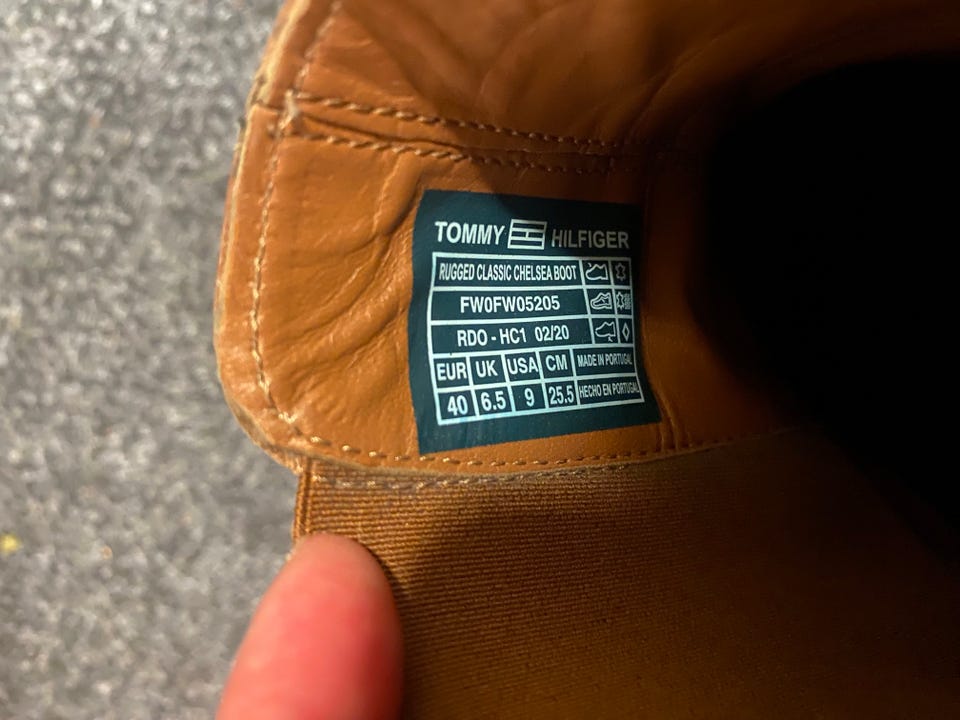 TOMMY HILFIGER
RUGGED CLASSIC CHELSEA BOOT
FW0FW05205
RDO - HC1 02/20
EUR UK USA CM MADE IN PORTUGAL
40 6.5 9 25.5 HECHO EN PORTUGAL